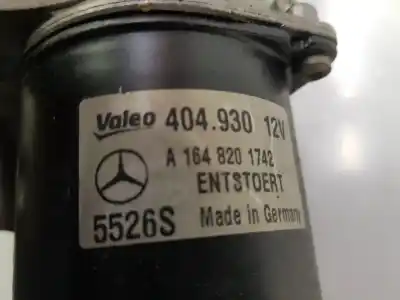 Valeo 404.930 12V
A 164 820 1742
ENTSTOERT
5526S Made in Germany